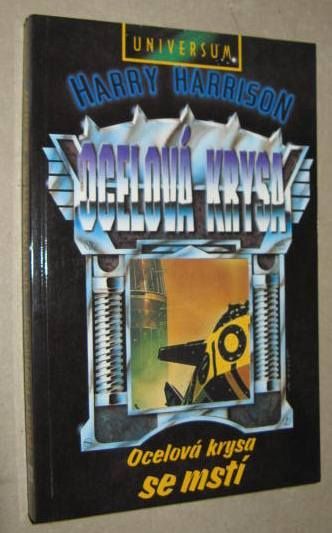 UNIVERSUM
HARRY HARRISON
OCELOVÁ KRYSA
Ocelová krysa
se mstí